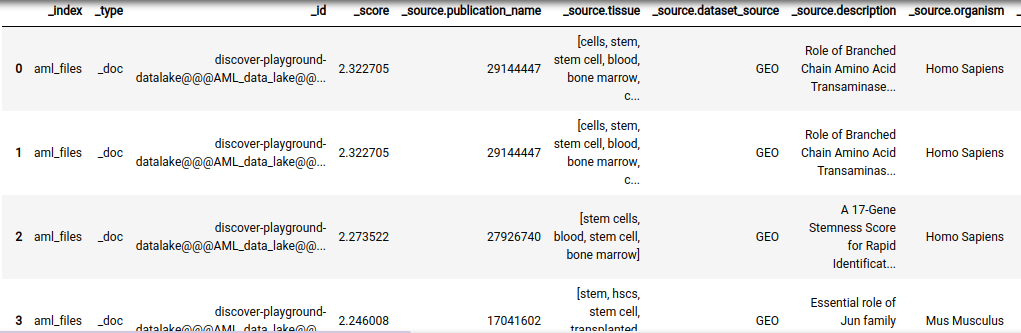 _index _type _id _score _source.publication_name _source.tissue _source.dataset_source _source.description _source.organism
0 aml_files _doc discover-playground-datalake@@@AML_data_lake@@... 2.322705 29144447 [cells, stem, stem cell, blood, bone marrow, c... GEO Role of Branched Chain Amino Acid Transaminase... Homo Sapiens
1 aml_files _doc discover-playground-datalake@@@AML_data_lake@@... 2.322705 29144447 [cells, stem, stem cell, blood, bone marrow, c... GEO Role of Branched Chain Amino Acid Transaminas... Homo Sapiens
2 aml_files _doc discover-playground-datalake@@@AML_data_lake@@... 2.273522 27926740 [stem cells, blood, stem cell, bone marrow] GEO A 17-Gene Stemness Score for Rapid Identificat... Homo Sapiens
3 aml_files _doc discover-playground-datalake@@@AML_data_lake@@... 2.246008 17041602 [stem, hscs, stem cell, transplanted GEO Essential role of Jun family Mus Musculus